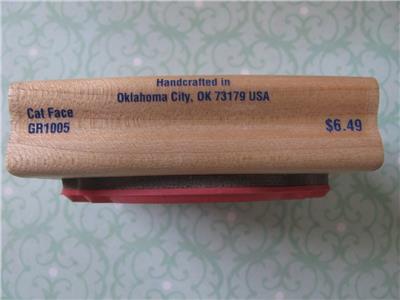 Handcrafted in
Oklahoma City, OK 73179 USA
Cat Face
GR1005
$6.49